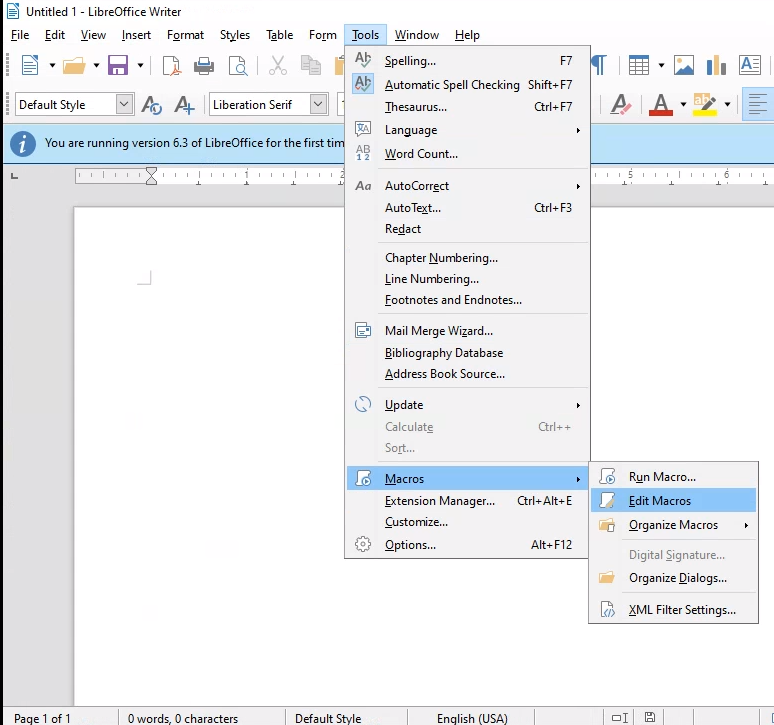 Untitled 1 - LibreOffice Writer
File Edit View Insert Format Styles Table Form Tools Window Help
Default Style Liberation Serif
You are running version 6.3 of LibreOffice for the first tim
1 5 6
Spelling... F7
Automatic Spell Checking Shift+F7
Thesaurus... Ctrl+F7
Language
Word Count...
AutoCorrect
AutoText... Ctrl+F3
Redact
Chapter Numbering...
Line Numbering...
Footnotes and Endnotes...
Mail Merge Wizard...
Bibliography Database
Address Book Source...
Update
Calculate Ctrl++
Sort...
Macros
Extension Manager... Ctrl+Alt+E
Customize...
Options... Alt+F12
Run Macro...
Edit Macros
Organize Macros
Digital Signature...
Organize Dialogs...
XML Filter Settings...
Page 1 of 1 0 words, 0 characters Default Style English (USA)